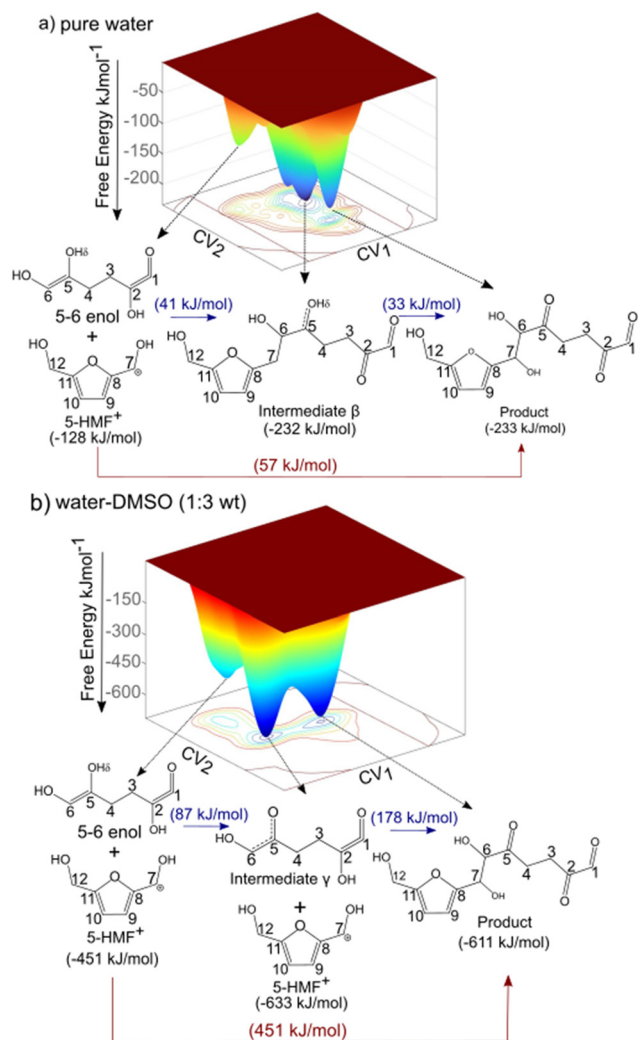 a) pure water
Free Energy kJmol-1
-50
-100
-150
-200
CV2
CV1
OHδ
HO 6 5 4 3 2 1 O
OH
5-6 enol
+
HO 12 11 O 8 7 OH ⊕
10 9
5-HMF+
(-128 kJ/mol)
(41 kJ/mol)
HO OHδ O
HO 12 6 5 4 3 2 1
11 O 8 7 O
10 9
Intermediate β
(-232 kJ/mol)
(33 kJ/mol)
O
HO 6 5 3 O
HO 12 7 4 2 1
11 O 8 OH O
10 9
Product
(-233 kJ/mol)
(57 kJ/mol)
b) water-DMSO (1:3 wt)
Free Energy kJmol-1
-150
-300
-450
-600
CV2
CV1
OHδ
HO 6 5 4 3 2 1 O
OH
5-6 enol
+
HO 12 11 O 8 7 OH ⊕
10 9
5-HMF+
(-451 kJ/mol)
(87 kJ/mol)
O
HO 6 5 4 3 2 1 O
OH
Intermediate γ
+
HO 12 11 O 8 7 OH ⊕
10 9
5-HMF+
(-633 kJ/mol)
(178 kJ/mol)
O
HO 6 5 3 O
HO 12 7 4 2 1
11 O 8 OH O
10 9
Product
(-611 kJ/mol)
(451 kJ/mol)